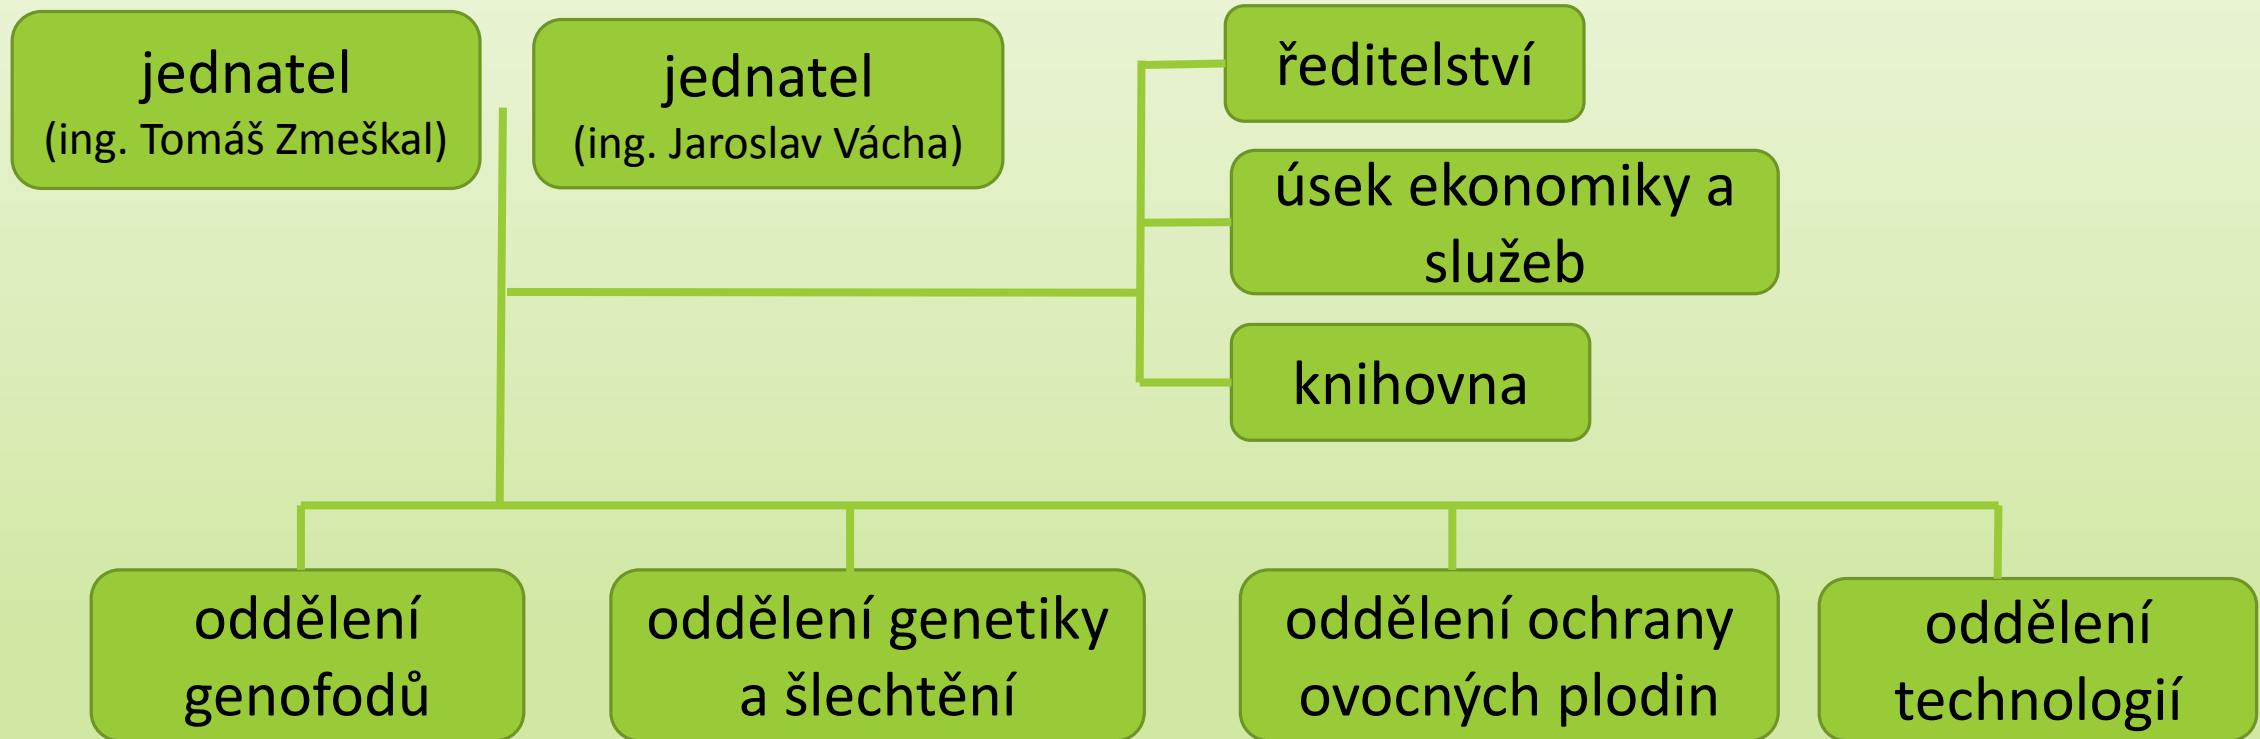 jednatel
(ing. Tomáš Zmeškal)
jednatel
(ing. Jaroslav Vácha)
ředitelství
úsek ekonomiky a
služeb
knihovna
oddělení
genofodů
oddělení genetiky
a šlechtění
oddělení ochrany
ovocných plodin
oddělení
technologií